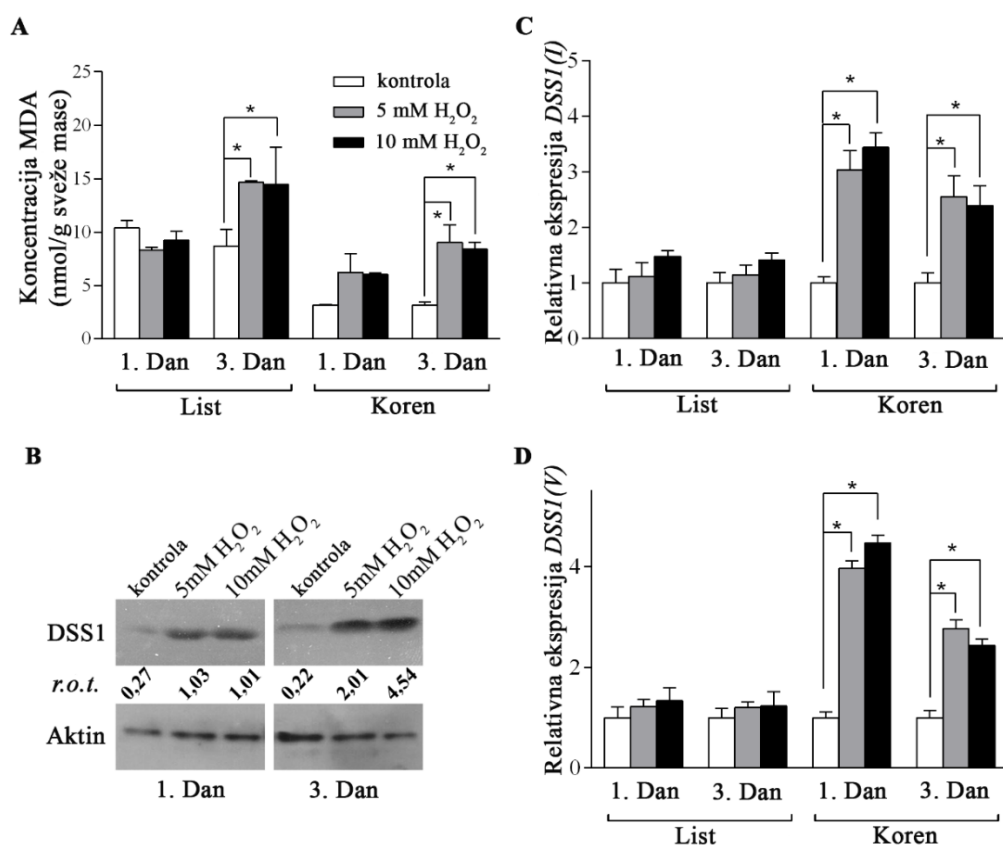 A
Koncentracija MDA
(nmol/g sveže mase)
25
20
15
10
5
0
kontrola
5 mM H₂O₂
10 mM H₂O₂
* * * *
1. Dan 3. Dan 1. Dan 3. Dan
List Koren
C
Relativna ekspresija DSS1(I)
5
4
3
2
1
0
* * * *
1. Dan 3. Dan 1. Dan 3. Dan
List Koren
B
kontrola 5mM H₂O₂ 10mM H₂O₂ kontrola 5mM H₂O₂ 10mM H₂O₂
DSS1
r.o.t. 0,27 1,03 1,01 0,22 2,01 4,54
Aktin
1. Dan 3. Dan
D
Relativna ekspresija DSS1(V)
4
2
0
* * * *
1. Dan 3. Dan 1. Dan 3. Dan
List Koren